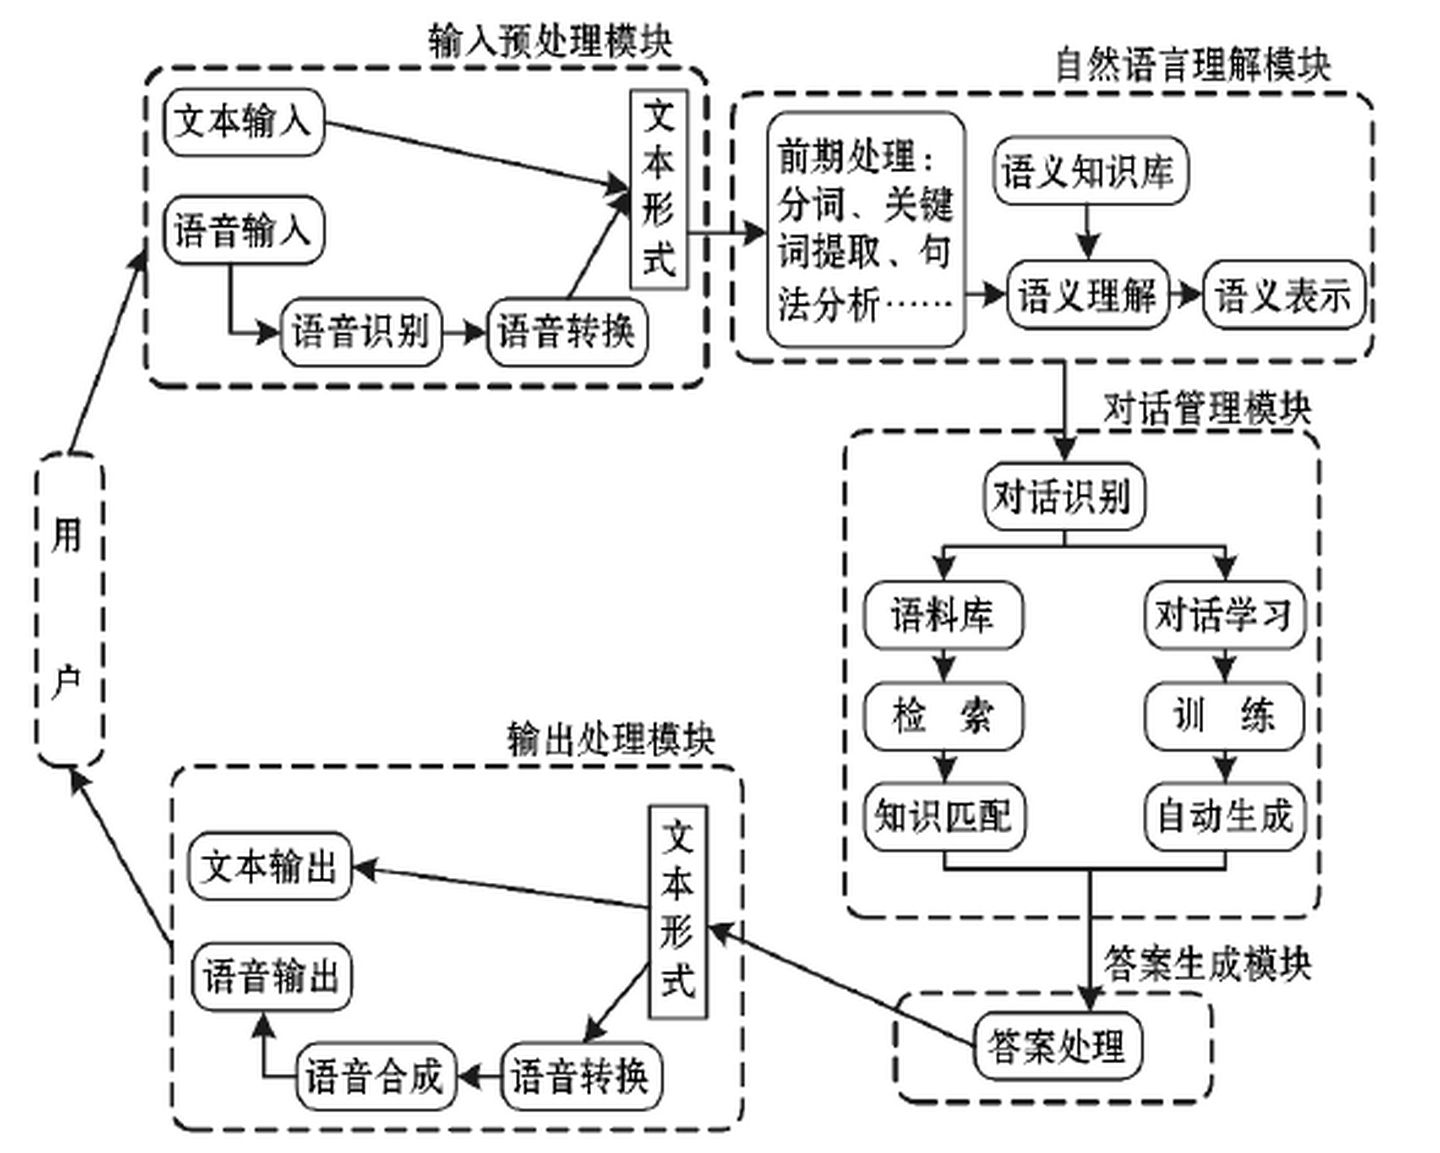 输入预处理模块
文本输入
语音输入
语音识别
语音转换
文本形式
自然语言理解模块
前期处理：
分词、关键
词提取、句
法分析……
语义知识库
语义理解
语义表示
对话管理模块
对话识别
语料库
对话学习
检 索
训 练
知识匹配
自动生成
答案生成模块
答案处理
输出处理模块
文本形式
文本输出
语音输出
语音合成
语音转换
用户